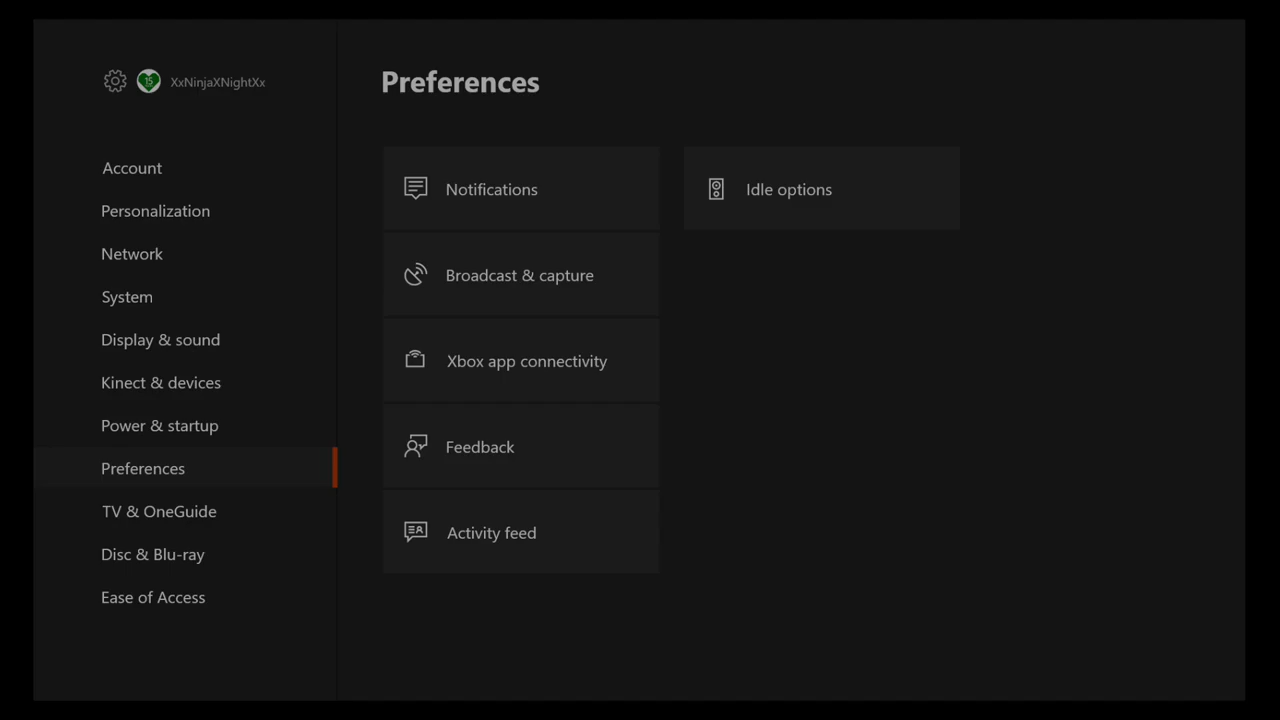 15 XxNinjaXNightXx
Account
Personalization
Network
System
Display & sound
Kinect & devices
Power & startup
Preferences
TV & OneGuide
Disc & Blu-ray
Ease of Access
Preferences
Notifications
Broadcast & capture
Xbox app connectivity
Feedback
Activity feed
Idle options